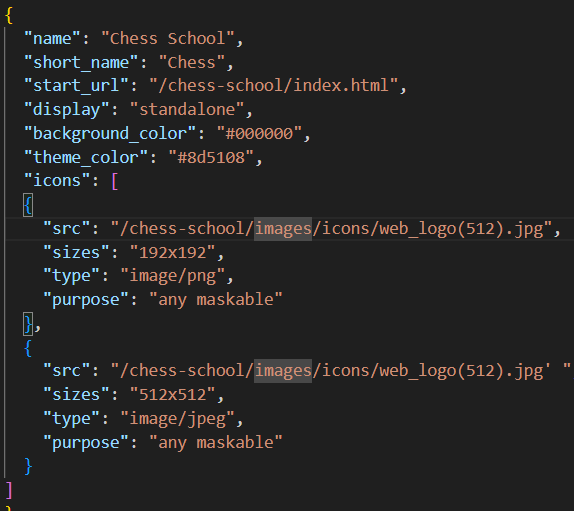 {
"name": "Chess School",
"short_name": "Chess",
"start_url": "/chess-school/index.html",
"display": "standalone",
"background_color": "#000000",
"theme_color": "#8d5108",
"icons": [
{
"src": "/chess-school/images/icons/web_logo(512).jpg",
"sizes": "192x192",
"type": "image/png",
"purpose": "any maskable"
},
{
"src": "/chess-school/images/icons/web_logo(512).jpg' "
"sizes": "512x512",
"type": "image/jpeg",
"purpose": "any maskable"
}
]
}